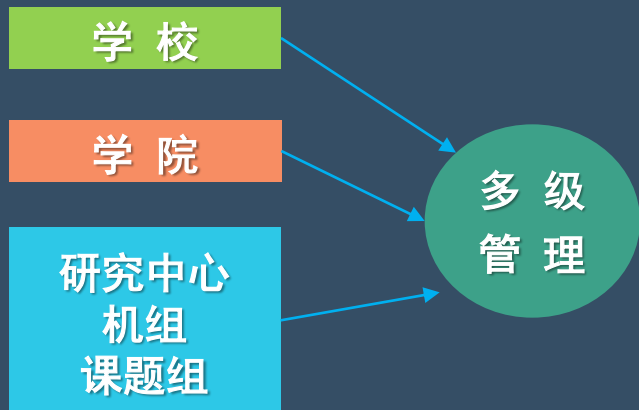 学 校
学 院
研究中心
机组
课题组
多 级
管 理